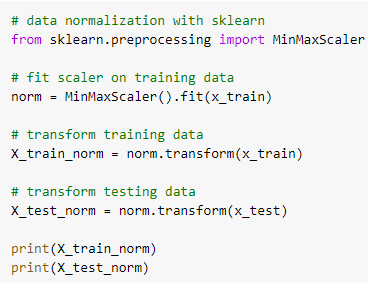 # data normalization with sklearn
from sklearn.preprocessing import MinMaxScaler
# fit scaler on training data
norm = MinMaxScaler().fit(x_train)
# transform training data
X_train_norm = norm.transform(x_train)
# transform testing data
X_test_norm = norm.transform(x_test)
print(X_train_norm)
print(X_test_norm)